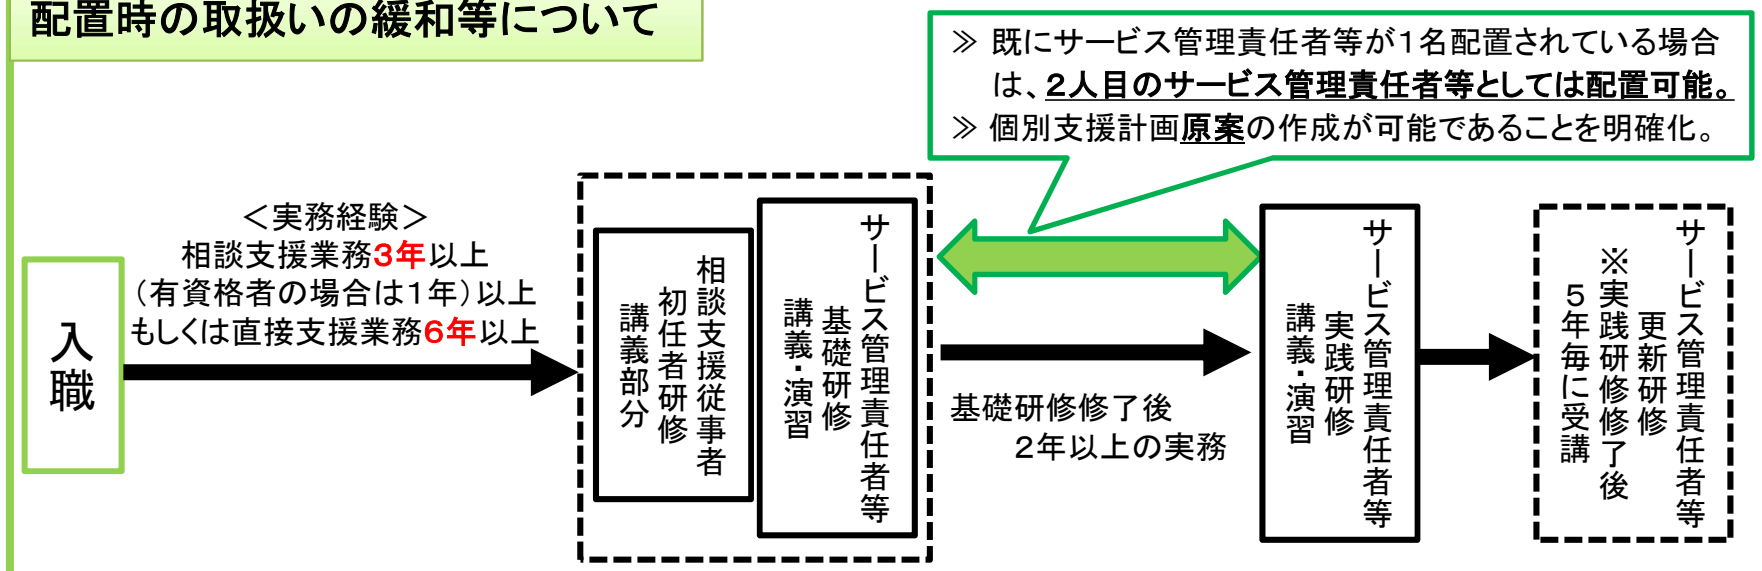 配置時の取扱いの緩和等について
≫ 既にサービス管理責任者等が１名配置されている場合
は、２人目のサービス管理責任者等としては配置可能。
≫ 個別支援計画原案の作成が可能であることを明確化。
入職
＜実務経験＞
相談支援業務３年以上
（有資格者の場合は１年）以上
もしくは直接支援業務６年以上
相談支援従事者
初任者研修
講義部分
サービス管理責任者等
基礎研修
講義・演習
基礎研修修了後
２年以上の実務
サービス管理責任者等
実践研修
講義・演習
サービス管理責任者等
更新研修
※実践研修修了後
５年毎に受講